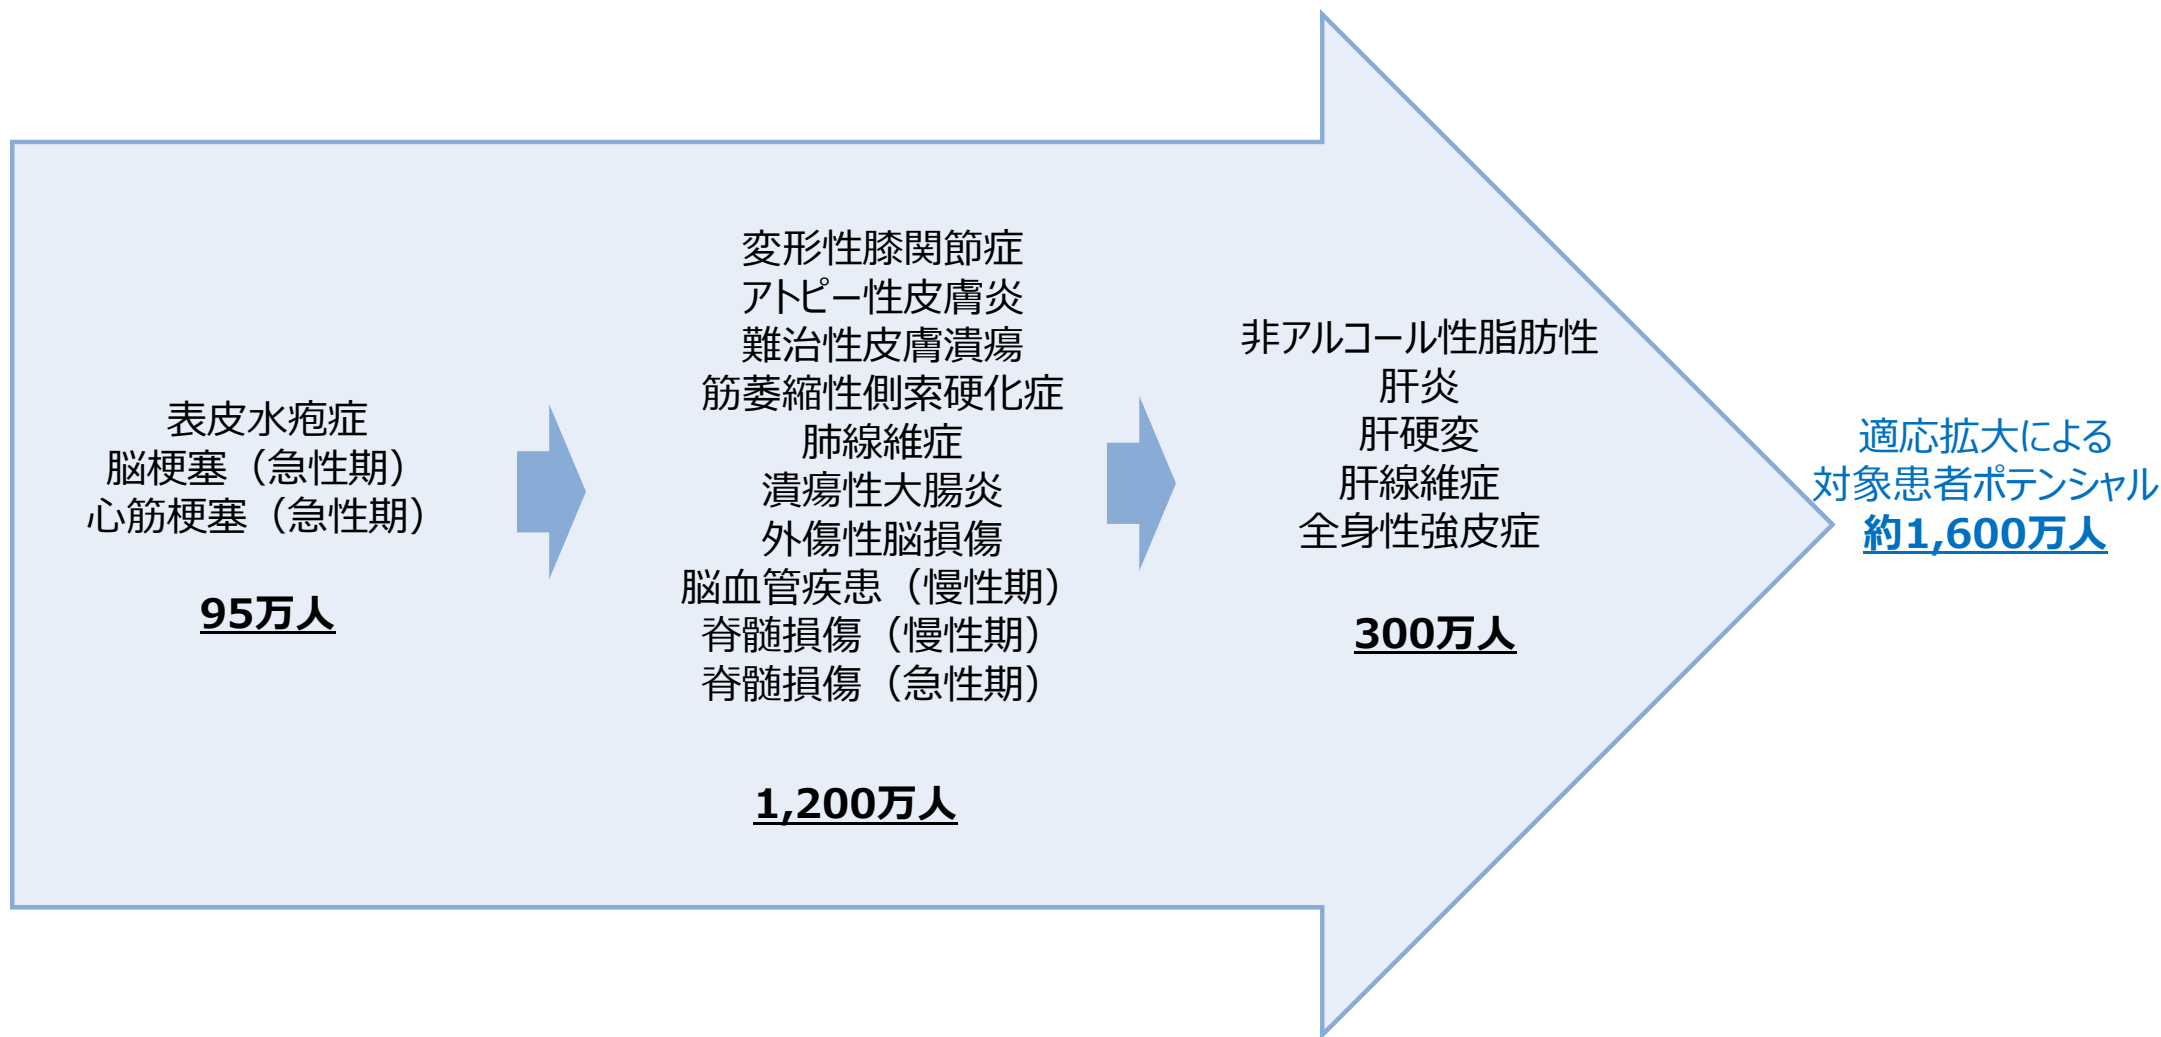 表皮水疱症
脳梗塞（急性期）
心筋梗塞（急性期）
95万人
変形性膝関節症
アトピー性皮膚炎
難治性皮膚潰瘍
筋萎縮性側索硬化症
肺線維症
潰瘍性大腸炎
外傷性脳損傷
脳血管疾患（慢性期）
脊髄損傷（慢性期）
脊髄損傷（急性期）
1,200万人
非アルコール性脂肪性
肝炎
肝硬変
肝線維症
全身性強皮症
300万人
適応拡大による
対象患者ポテンシャル
約1,600万人